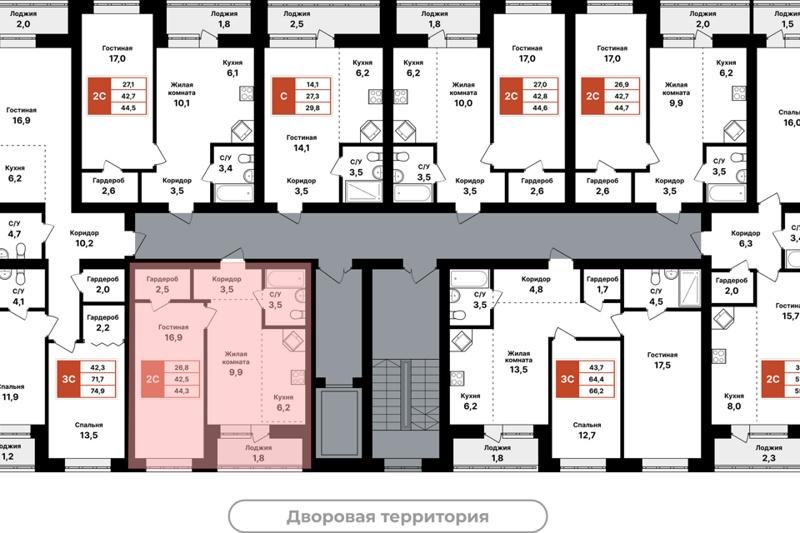 Лоджия
2,0
Лоджия
1,8
Лоджия
2,5
Лоджия
1,8
Лоджия
2,0
Лоджия
1,5
Гостиная
16,9
Кухня
6,2
С/У
4,7
Коридор
10,2
Гостиная
17,0
2С
27,1
42,7
44,5
Жилая
комната
10,1
Кухня
6,1
С/У
3,4
Гардероб
2,6
Коридор
3,5
С
14,1
27,3
29,8
Кухня
6,2
Гостиная
14,1
С/У
3,5
Коридор
3,5
Кухня
6,2
Жилая
комната
10,0
С/У
3,5
Коридор
3,5
Гостиная
17,0
2С
27,0
42,8
44,6
Гардероб
2,6
Гостиная
17,0
2С
26,9
42,7
44,7
Гардероб
2,6
Кухня
6,2
Жилая
комната
9,9
С/У
3,5
Коридор
3,5
16,0
Коридор
6,3
С/У
3,4
С/У
4,1
Гардероб
2,0
Гардероб
2,2
3С
42,3
71,7
74,9
11,9
Спальня
13,5
Лоджия
1,2
Гардероб
2,5
Коридор
3,5
С/У
3,5
Гостиная
16,9
2С
26,8
42,5
44,3
Жилая
комната
9,9
Кухня
6,2
Лоджия
1,8
С/У
3,5
Коридор
4,8
Гардероб
1,7
С/У
4,5
Жилая
комната
13,5
Кухня
6,2
3С
43,7
64,4
66,2
Спальня
12,7
Гостиная
17,5
Лоджия
1,8
Гардероб
2,0
Гостиная
15,7
2С
Кухня
8,0
Лоджия
2,3
Дворовая территория